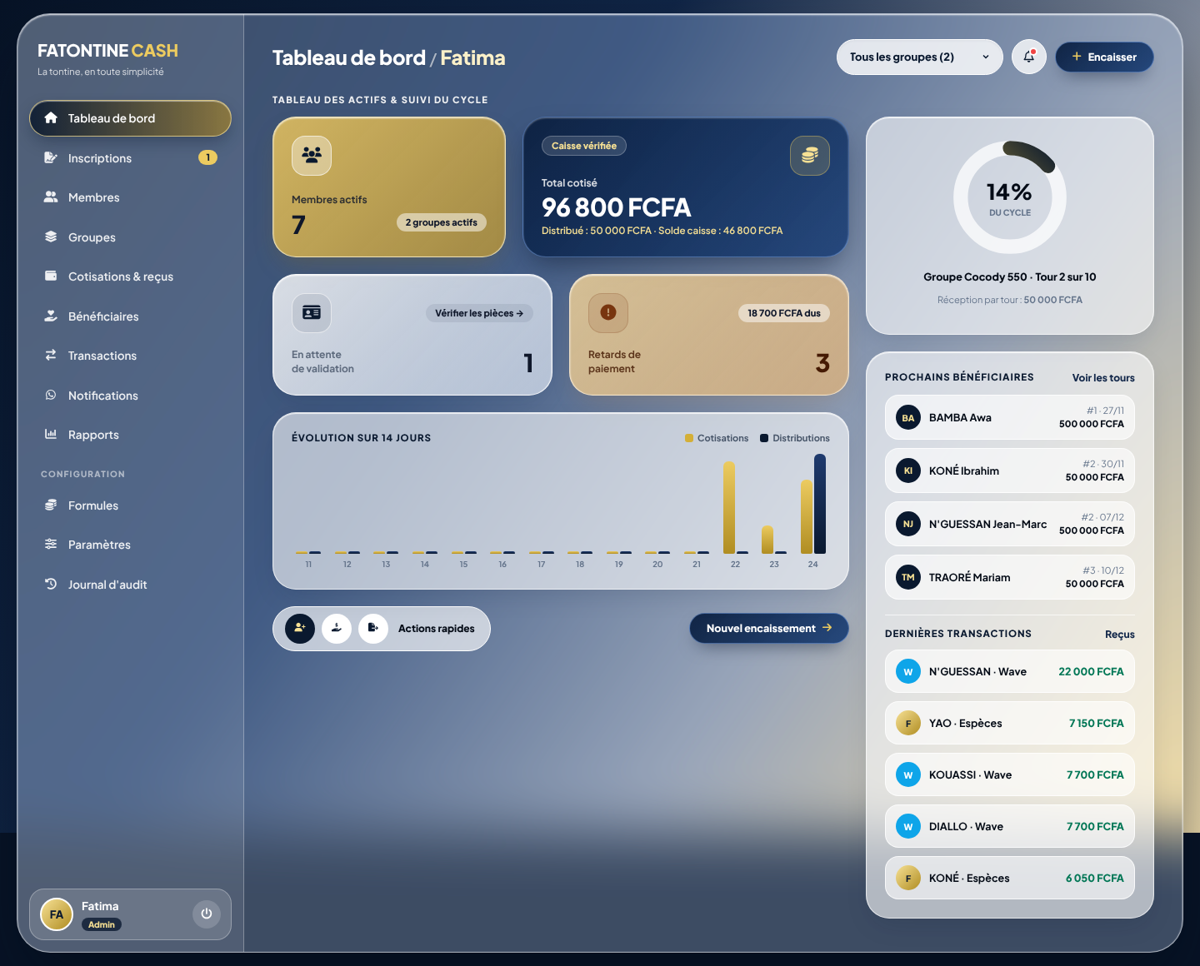 FATONTINE CASH
La tontine, en toute simplicité
Tableau de bord
Inscriptions 1
Membres
Groupes
Cotisations & reçus
Bénéficiaires
Transactions
Notifications
Rapports
CONFIGURATION
Formules
Paramètres
Journal d'audit
FA
Fatima
Admin
Tableau de bord / Fatima
Tous les groupes (2)
+ Encaisser
TABLEAU DES ACTIFS & SUIVI DU CYCLE
Membres actifs
7
2 groupes actifs
Caisse vérifiée
Total cotisé
96 800 FCFA
Distribué : 50 000 FCFA · Solde caisse : 46 800 FCFA
Vérifier les pièces →
En attente
de validation
1
18 700 FCFA dus
Retards de
paiement
3
ÉVOLUTION SUR 14 JOURS
Cotisations Distributions
11 12 13 14 15 16 17 18 19 20 21 22 23 24
Actions rapides
Nouvel encaissement →
14%
DU CYCLE
Groupe Cocody 550 · Tour 2 sur 10
Réception par tour : 50 000 FCFA
PROCHAINS BÉNÉFICIAIRES Voir les tours
BA BAMBA Awa
#1 · 27/11
500 000 FCFA
KI KONÉ Ibrahim
#2 · 30/11
50 000 FCFA
NJ N'GUESSAN Jean-Marc
#2 · 07/12
500 000 FCFA
TM TRAORÉ Mariam
#3 · 10/12
50 000 FCFA
DERNIÈRES TRANSACTIONS Reçus
W N'GUESSAN · Wave 22 000 FCFA
F YAO · Espèces 7 150 FCFA
W KOUASSI · Wave 7 700 FCFA
W DIALLO · Wave 7 700 FCFA
F KONÉ · Espèces 6 050 FCFA